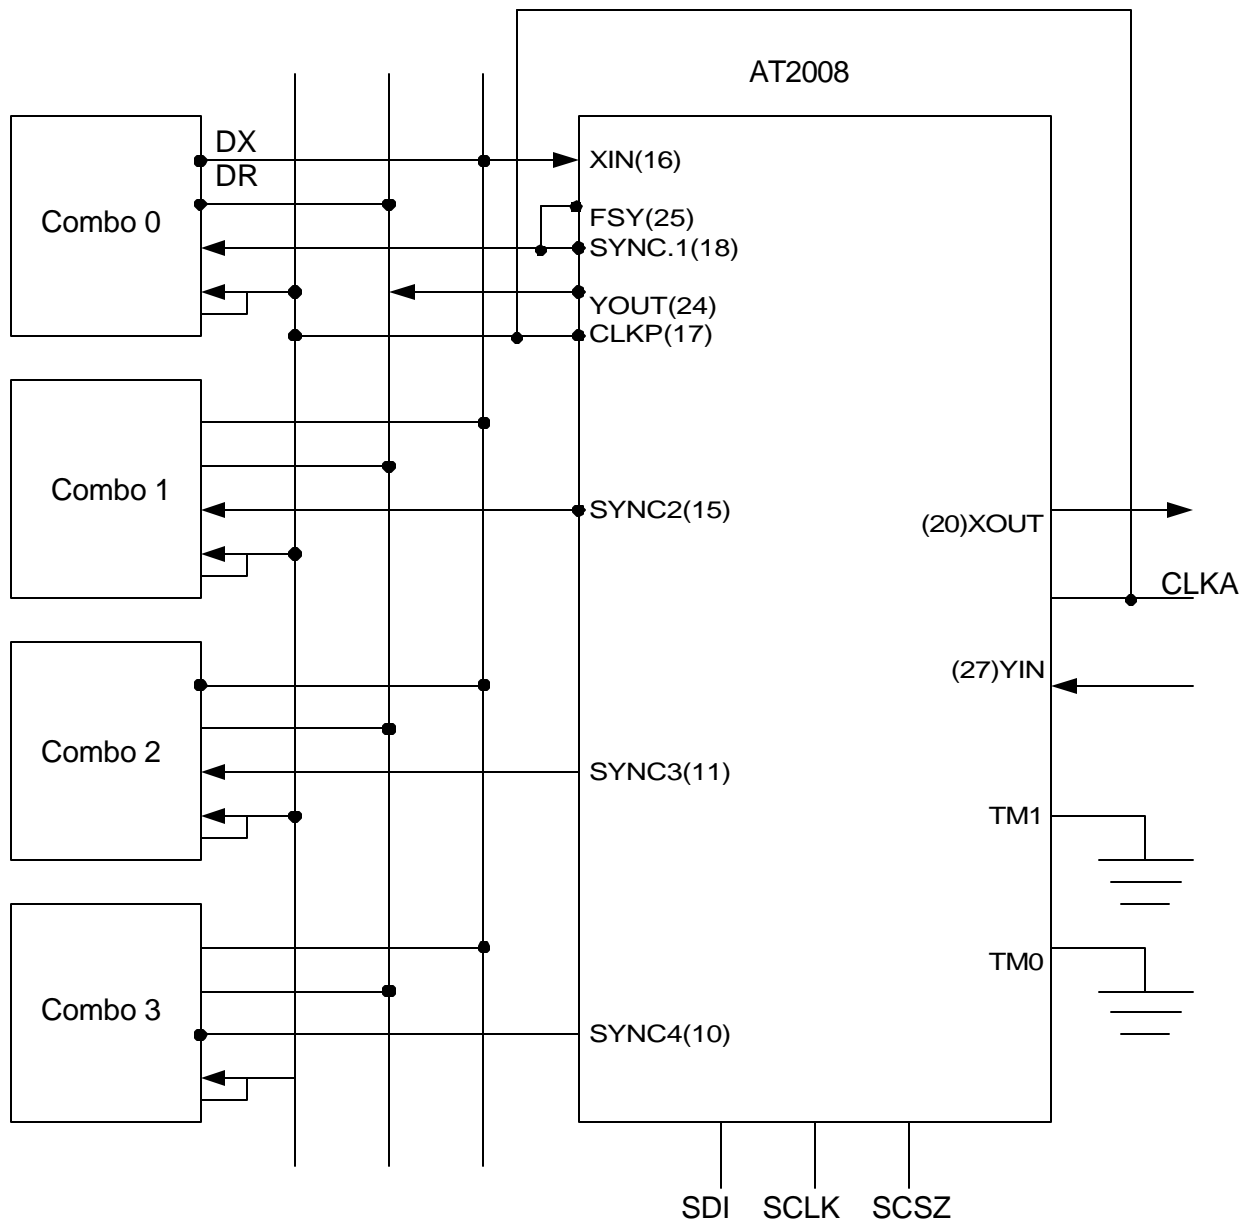 AT2008
DX
DR
Combo 0
XIN(16)
FSY(25)
SYNC.1(18)
YOUT(24)
CLKP(17)
Combo 1
SYNC2(15)
(20)XOUT
CLKA
(27)YIN
Combo 2
SYNC3(11)
TM1
TM0
Combo 3
SYNC4(10)
SDI SCLK SCSZ